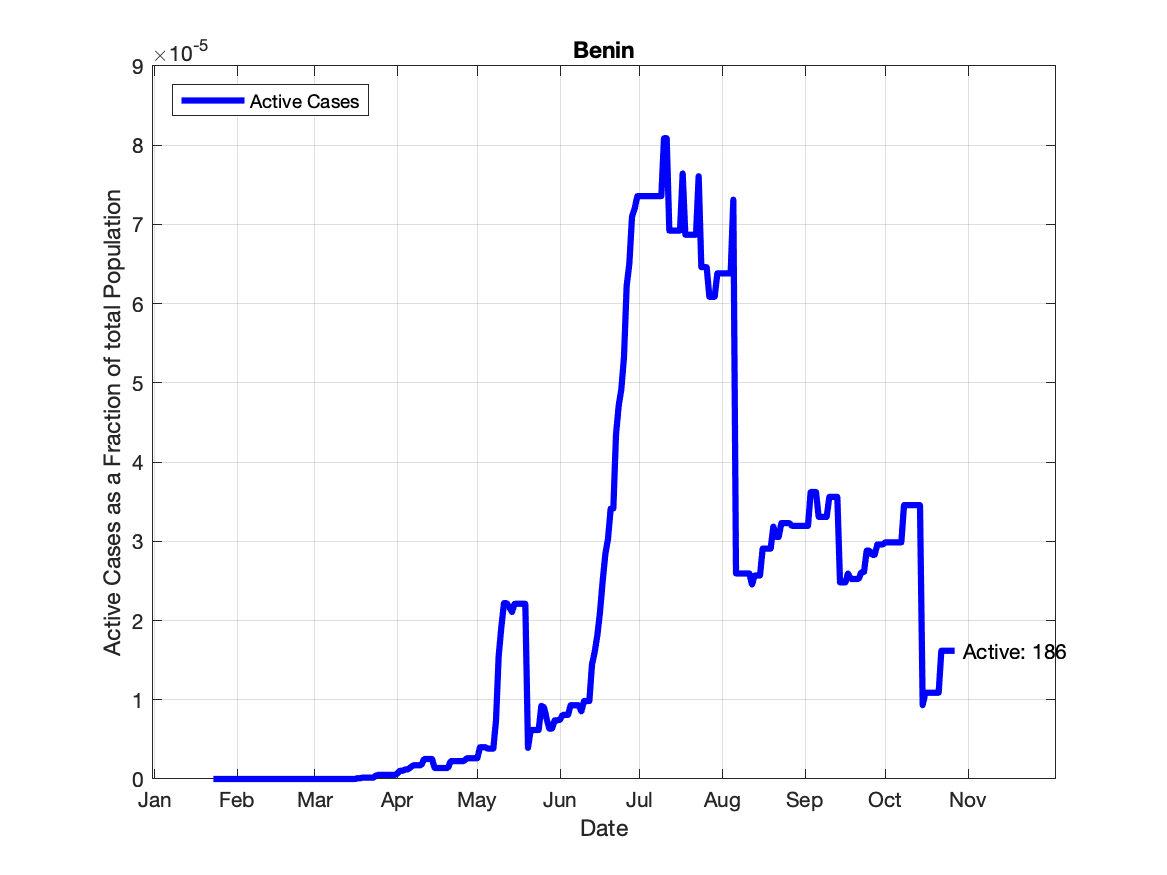 Benin
×10-5
Active Cases
9
8
7
6
5
4
3
2
1
0
Active Cases as a Fraction of total Population
Active: 186
Jan Feb Mar Apr May Jun Jul Aug Sep Oct Nov
Date